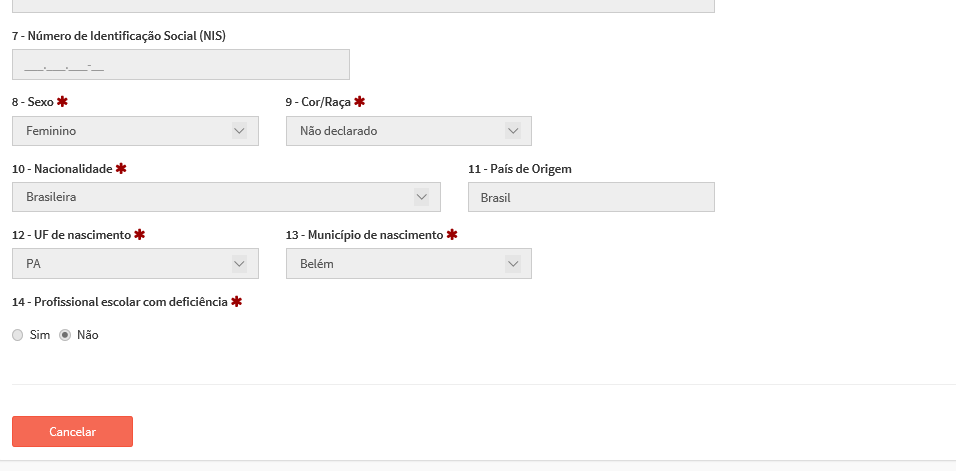 7 - Número de Identificação Social (NIS)
___.___.___-__
8 - Sexo ✱ 9 - Cor/Raça ✱
Feminino Não declarado
10 - Nacionalidade ✱ 11 - País de Origem
Brasileira Brasil
12 - UF de nascimento ✱ 13 - Município de nascimento ✱
PA Belém
14 - Profissional escolar com deficiência ✱
Sim Não
Cancelar